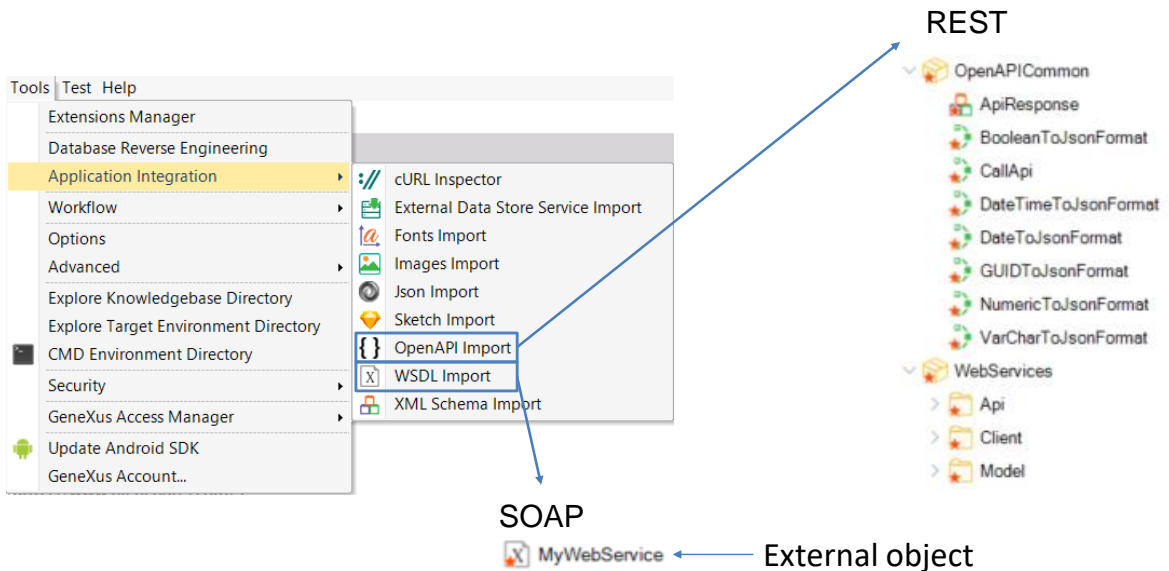 REST
OpenAPICommon
ApiResponse
BooleanToJsonFormat
CallApi
DateTimeToJsonFormat
DateToJsonFormat
GUIDToJsonFormat
NumericToJsonFormat
VarCharToJsonFormat
WebServices
Api
Client
Model
Tools Test Help
Extensions Manager
Database Reverse Engineering
Application Integration
Workflow
Options
Advanced
Explore Knowledgebase Directory
Explore Target Environment Directory
CMD Environment Directory
Security
GeneXus Access Manager
Update Android SDK
GeneXus Account...
cURL Inspector
External Data Store Service Import
Fonts Import
Images Import
Json Import
Sketch Import
OpenAPI Import
WSDL Import
XML Schema Import
SOAP
MyWebService
External object